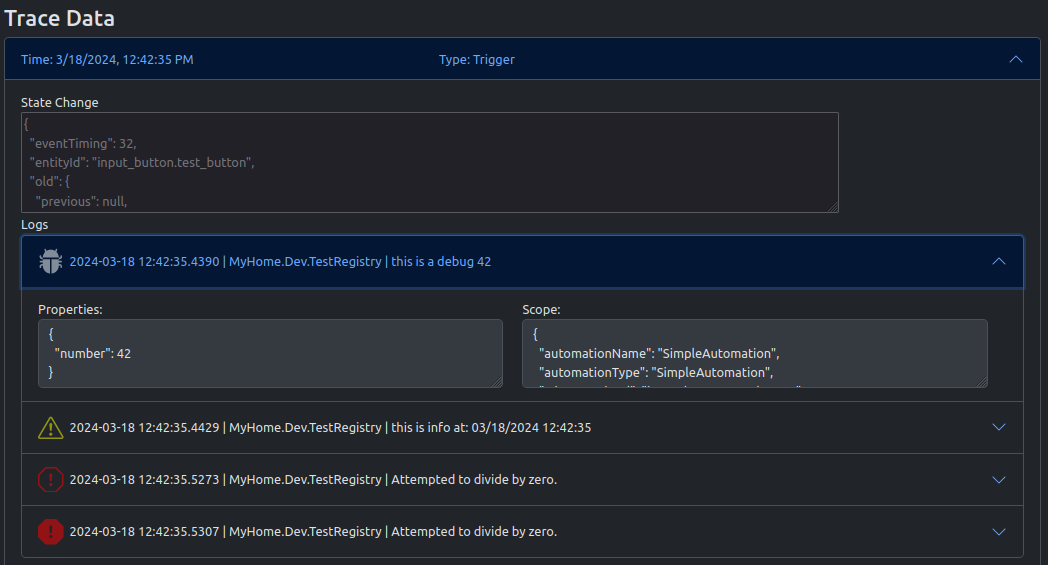 Trace Data
Time: 3/18/2024, 12:42:35 PM Type: Trigger
State Change
{
"eventTiming": 32,
"entityId": "input_button.test_button",
"old": {
"previous": null,
Logs
2024-03-18 12:42:35.4390 | MyHome.Dev.TestRegistry | this is a debug 42
Properties:
{
"number": 42
}
Scope:
{
"automationName": "SimpleAutomation",
"automationType": "SimpleAutomation",
2024-03-18 12:42:35.4429 | MyHome.Dev.TestRegistry | this is info at: 03/18/2024 12:42:35
2024-03-18 12:42:35.5273 | MyHome.Dev.TestRegistry | Attempted to divide by zero.
2024-03-18 12:42:35.5307 | MyHome.Dev.TestRegistry | Attempted to divide by zero.